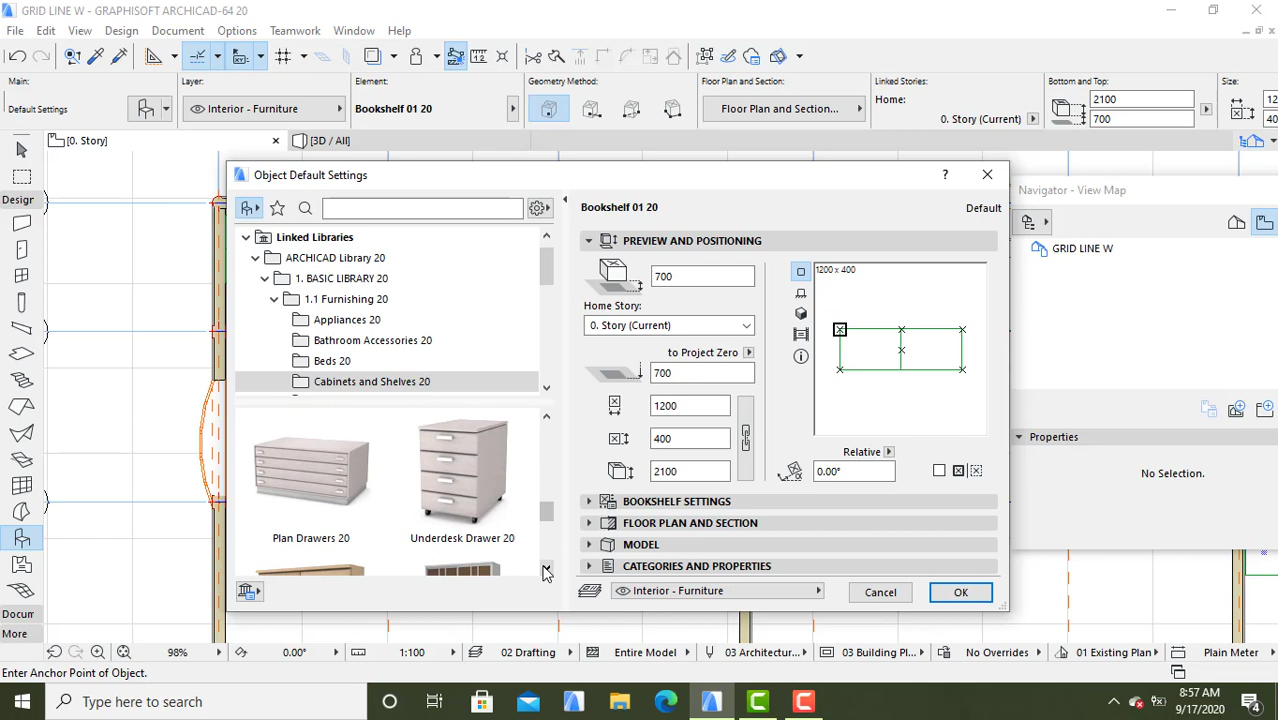 GRID LINE W - GRAPHISOFT ARCHICAD-64 20
File Edit View Design Document Options Teamwork Window Help
Main:
Layer:
Element:
Geometry Method:
Floor Plan and Section:
Linked Stories:
Bottom and Top:
Size:
Default Settings
Interior - Furniture
Bookshelf 01 20
Floor Plan and Section...
Home:
0. Story (Current)
2100
700
[0. Story]
[3D / All]
Design
Docum
More
Object Default Settings
?
Linked Libraries
ARCHICAD Library 20
1. BASIC LIBRARY 20
1.1 Furnishing 20
Appliances 20
Bathroom Accessories 20
Beds 20
Cabinets and Shelves 20
Plan Drawers 20
Underdesk Drawer 20
Bookshelf 01 20
Default
PREVIEW AND POSITIONING
700
Home Story:
0. Story (Current)
to Project Zero
700
1200
400
2100
1200 x 400
Relative
0.00°
BOOKSHELF SETTINGS
FLOOR PLAN AND SECTION
MODEL
CATEGORIES AND PROPERTIES
Interior - Furniture
Cancel
OK
Navigator - View Map
GRID LINE W
Properties
No Selection.
98%
0.00°
1:100
02 Drafting
Entire Model
03 Architectur...
03 Building Pl...
No Overrides
01 Existing Plan
Plain Meter
Enter Anchor Point of Object.
Type here to search
8:57 AM
9/17/2020
4